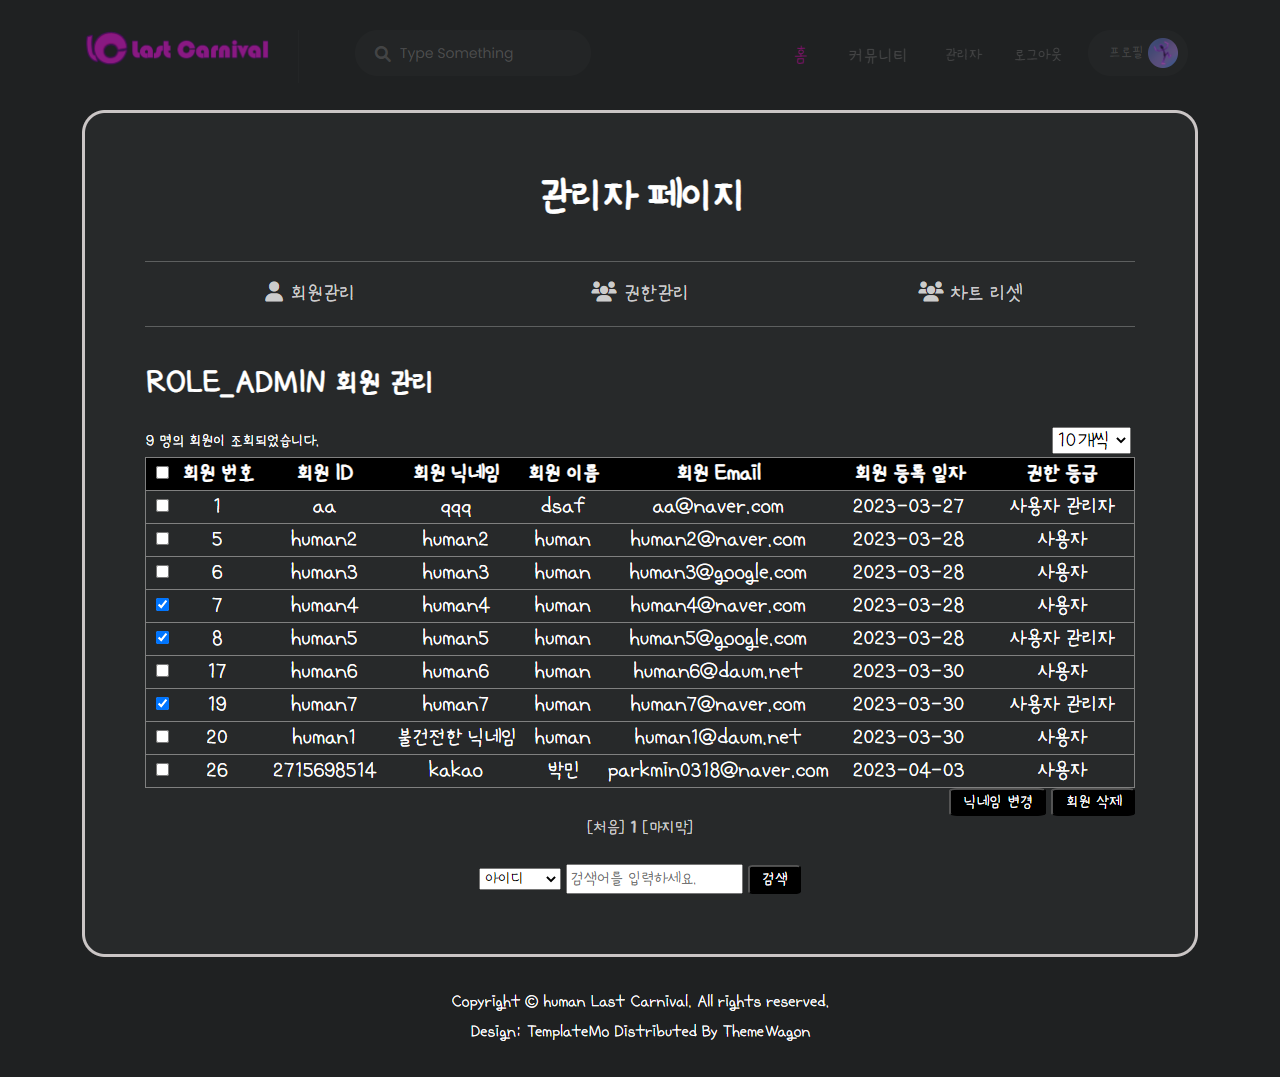 Last Carnival
Type Something
홈 커뮤니티 관리자 로그아웃 프로필
관리자 페이지
회원관리 권한관리 차트 리셋
ROLE_ADMIN 회원 관리
9 명의 회원이 조회되었습니다.
10개씩
회원 번호 회원 ID 회원 닉네임 회원 이름 회원 Email 회원 등록 일자 권한 등급
1 aa qqq dsaf aa@naver.com 2023-03-27 사용자 관리자
5 human2 human2 human human2@naver.com 2023-03-28 사용자
6 human3 human3 human human3@google.com 2023-03-28 사용자
7 human4 human4 human human4@naver.com 2023-03-28 사용자
8 human5 human5 human human5@google.com 2023-03-28 사용자 관리자
17 human6 human6 human human6@daum.net 2023-03-30 사용자
19 human7 human7 human human7@naver.com 2023-03-30 사용자 관리자
20 human1 불건전한 닉네임 human human1@daum.net 2023-03-30 사용자
26 2715698514 kakao 박민 parkmin0318@naver.com 2023-04-03 사용자
닉네임 변경 회원 삭제
[처음] 1 [마지막]
아이디 검색어를 입력하세요. 검색
Copyright © human Last Carnival. All rights reserved.
Design: TemplateMo Distributed By ThemeWagon